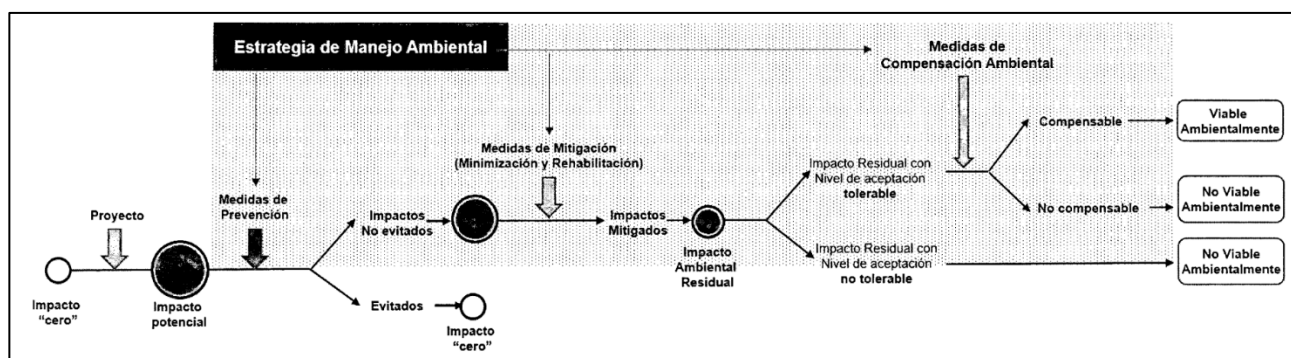 Estrategia de Manejo Ambiental
Medidas de
Compensación Ambiental
Compensable
Viable
Ambientalmente
Medidas de Mitigación
(Minimización y Rehabilitación)
Impacto Residual con
Nivel de aceptación
tolerable
Proyecto
Medidas de
Prevención
Impactos
No evitados
Impactos
Mitigados
No compensable
No Viable
Ambientalmente
Impacto
Ambiental
Residual
Impacto Residual con
Nivel de aceptación
no tolerable
No Viable
Ambientalmente
Impacto
"cero"
Impacto
potencial
Evitados
Impacto
"cero"